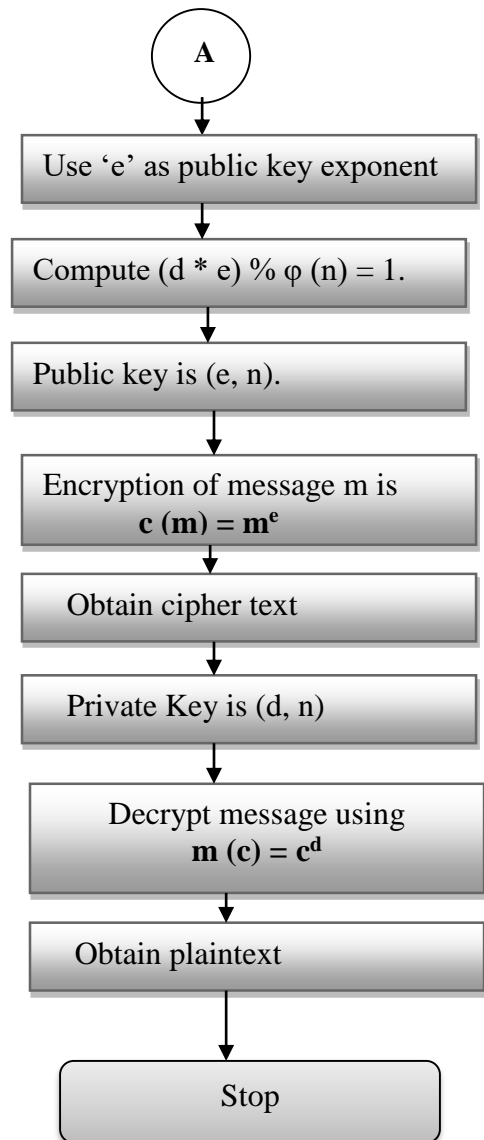 A
Use ‘e’ as public key exponent
Compute (d * e) % φ (n) = 1.
Public key is (e, n).
Encryption of message m is
c (m) = mᵉ
Obtain cipher text
Private Key is (d, n)
Decrypt message using
m (c) = cᵈ
Obtain plaintext
Stop